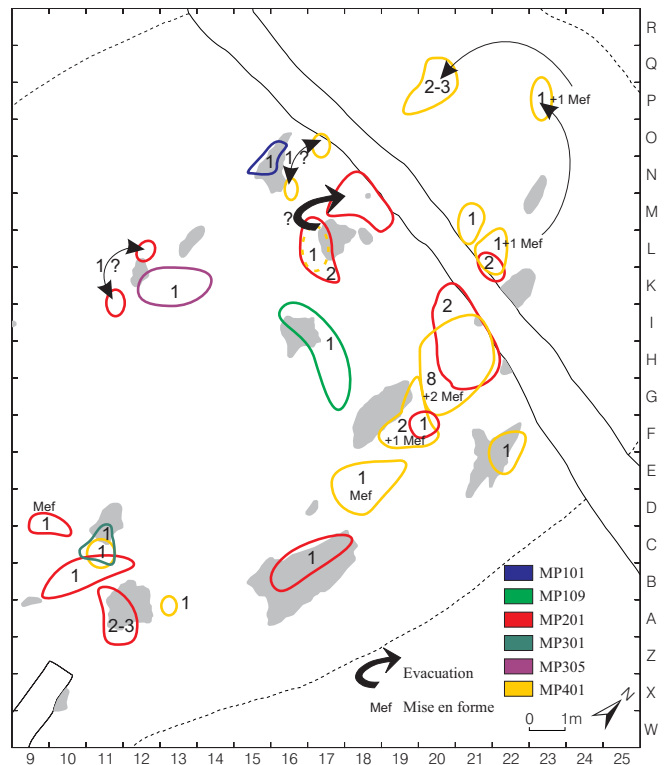 R
Q
2-3
P
1 +1 Mef
O
1
1 ?
N
M
?
1
L
1 +1 Mef
1 ?
2
1
2
K
1
I
2
1
H
8
+2 Mef
G
2
1
F
+1 Mef
1
E
1
Mef
D
Mef
1
1
C
1
1
1
B
MP101
MP109
1
A
MP201
2-3
MP301
Z
MP305
Evacuation
X
MP401
Mef Mise en forme
N
0 1m
W
9 10 11 12 13 14 15 16 17 18 19 20 21 22 23 24 25